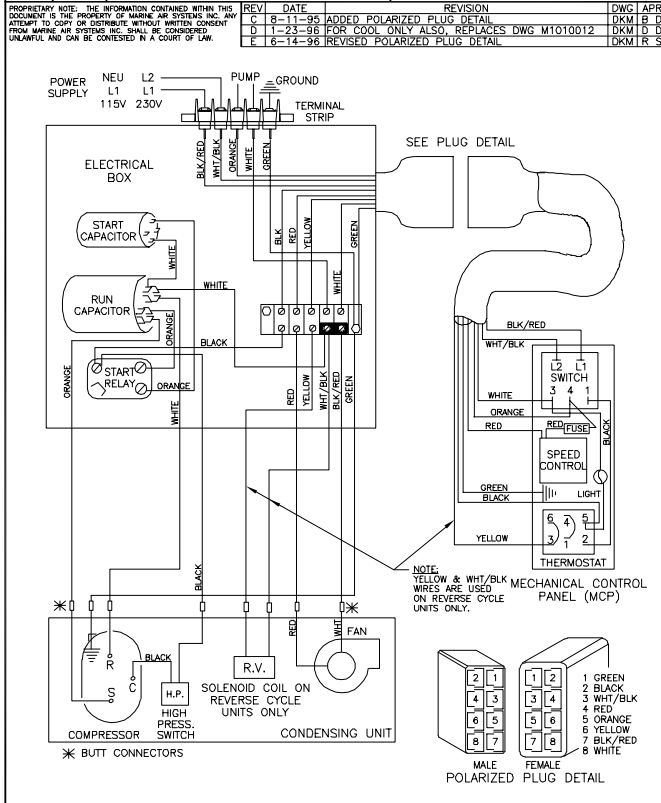 PROPRIETARY NOTE: THE INFORMATION CONTAINED WITHIN THIS
DOCUMENT IS THE PROPERTY OF MARINE AIR SYSTEMS INC. ANY
ATTEMPT TO COPY OR DISTRIBUTE WITHOUT WRITTEN CONSENT
FROM MARINE AIR SYSTEMS INC. SHALL BE CONSIDERED
UNLAWFUL AND CAN BE CONTESTED IN A COURT OF LAW.
REV DATE REVISION DWG APR
C 8-11-95 ADDED POLARIZED PLUG DETAIL DKM B D
D 1-23-96 FOR COOL ONLY ALSO, REPLACES DWG M1010012 DKM D D
E 6-14-96 REVISED POLARIZED PLUG DETAIL DKM R S
POWER SUPPLY
NEU L2
L1 L1
115V 230V
PUMP
GROUND
TERMINAL STRIP
ELECTRICAL BOX
BLK/RED
WHT/BLK
ORANGE
WHITE
GREEN
SEE PLUG DETAIL
START CAPACITOR
WHITE
BLK
RED
YELLOW
WHITE
GREEN
RUN CAPACITOR
WHITE
ORANGE
BLACK
START RELAY
ORANGE
ORANGE
WHITE
RED
YELLOW
WHT/BLK
BLK/RED
GREEN
BLK/RED
WHT/BLK
L2 L1
SWITCH
3 4 1
WHITE
ORANGE
RED
RED
FUSE
BLACK
SPEED CONTROL
GREEN
BLACK
LIGHT
6 4 5
3 1 2
YELLOW
THERMOSTAT
MECHANICAL CONTROL
PANEL (MCP)
NOTE:
YELLOW & WHT/BLK
WIRES ARE USED
ON REVERSE CYCLE
UNITS ONLY.
BLACK
RED
WHT
FAN
R
S
C
BLACK
H.P.
HIGH
PRESS.
SWITCH
R.V.
SOLENOID COIL ON
REVERSE CYCLE
UNITS ONLY
COMPRESSOR
CONDENSING UNIT
BUTT CONNECTORS
2 1
4 3
6 5
8 7
MALE
1 2
3 4
5 6
7 8
FEMALE
1 GREEN
2 BLACK
3 WHT/BLK
4 RED
5 ORANGE
6 YELLOW
7 BLK/RED
8 WHITE
POLARIZED PLUG DETAIL